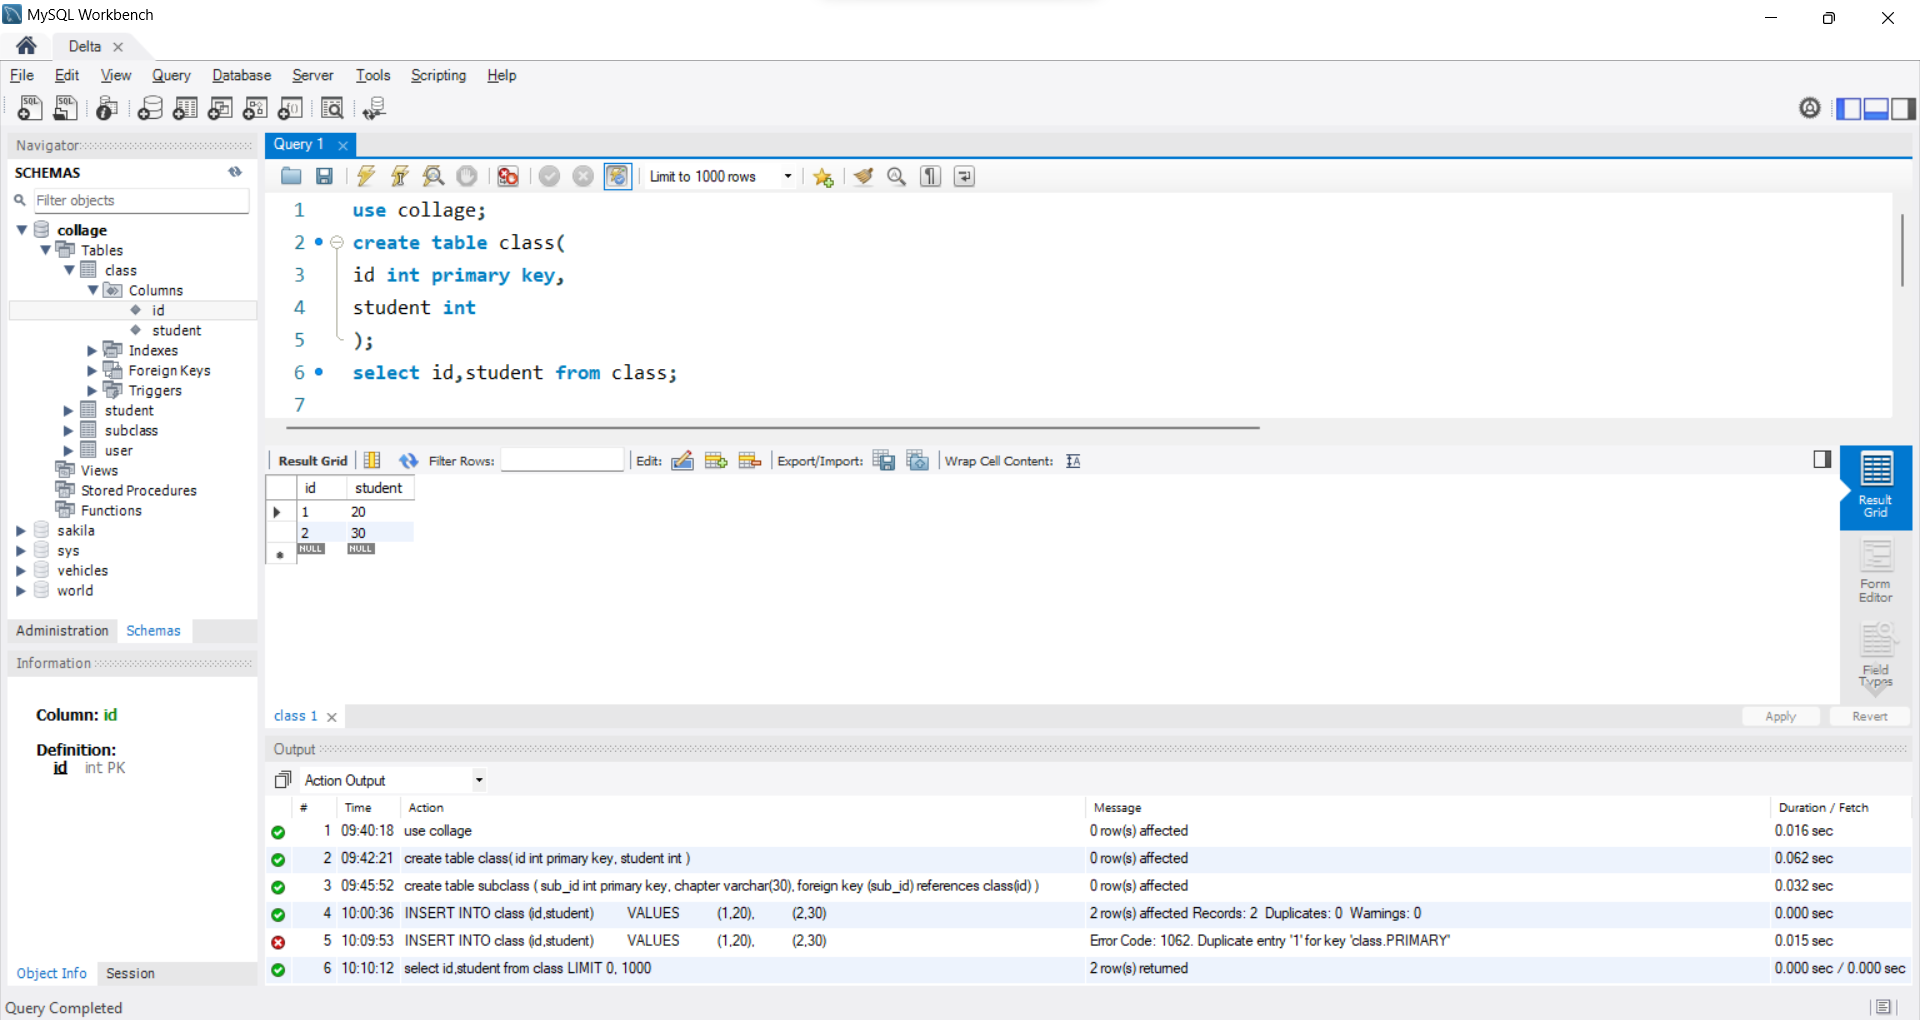 MySQL Workbench
Delta
File Edit View Query Database Server Tools Scripting Help
Navigator
SCHEMAS
Filter objects
collage
Tables
class
Columns
id
student
Indexes
Foreign Keys
Triggers
student
subclass
user
Views
Stored Procedures
Functions
sakila
sys
vehicles
world
Administration Schemas
Information
Column: id
Definition:
id int PK
Object Info Session
Query 1
Limit to 1000 rows
1 use collage;
2 create table class(
3 id int primary key,
4 student int
5 );
6 select id,student from class;
7
Result Grid Filter Rows: Edit: Export/Import: Wrap Cell Content:
id student
1 20
2 30
NULL NULL
Result Grid
Form Editor
Field Types
class 1
Apply Revert
Output
Action Output
# Time Action Message Duration / Fetch
1 09:40:18 use collage 0 row(s) affected 0.016 sec
2 09:42:21 create table class( id int primary key, student int ) 0 row(s) affected 0.062 sec
3 09:45:52 create table subclass ( sub_id int primary key, chapter varchar(30), foreign key (sub_id) references class(id) ) 0 row(s) affected 0.032 sec
4 10:00:36 INSERT INTO class (id,student) VALUES (1,20), (2,30) 2 row(s) affected Records: 2 Duplicates: 0 Warnings: 0 0.000 sec
5 10:09:53 INSERT INTO class (id,student) VALUES (1,20), (2,30) Error Code: 1062. Duplicate entry '1' for key 'class.PRIMARY' 0.015 sec
6 10:10:12 select id,student from class LIMIT 0, 1000 2 row(s) returned 0.000 sec / 0.000 sec
Query Completed